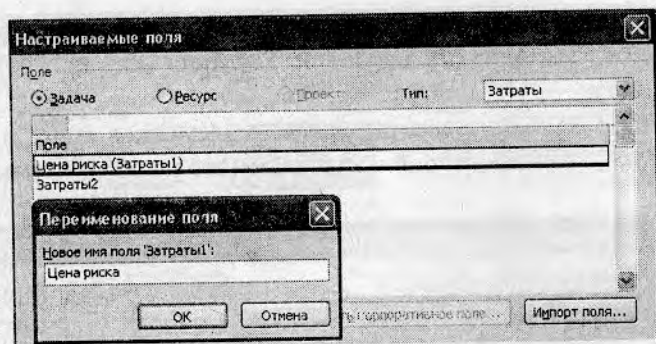 Настраиваемые поля
Поле
Задача Ресурс Проект Тип: Затраты
Поле
Цена риска (Затраты1)
Затраты2
Переименование поля
Новое имя поля 'Затраты1':
Цена риска
ОК Отмена
ь корпоративное поле... Импорт поля...